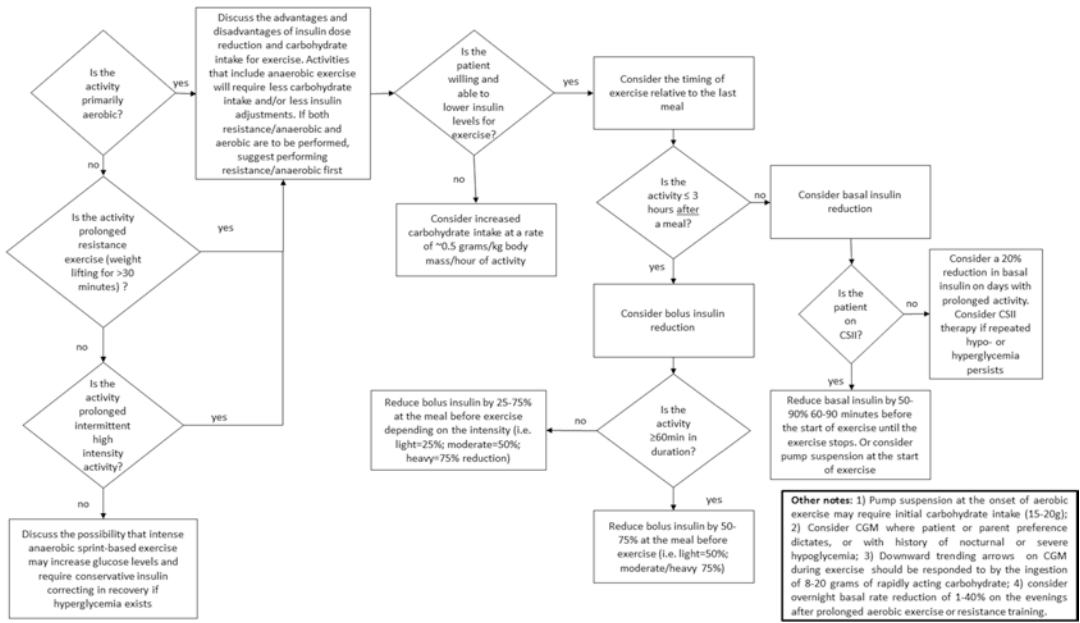 Is the
activity
primarily
aerobic?
yes
no
Discuss the advantages and
disadvantages of insulin dose
reduction and carbohydrate
intake for exercise. Activities
that include anaerobic exercise
will require less carbohydrate
intake and/or less insulin
adjustments. If both
resistance/anaerobic and
aerobic are to be performed,
suggest performing
resistance/anaerobic first
Is the activity
prolonged
resistance
exercise (weight
lifting for >30
minutes) ?
yes
no
Is the
activity
prolonged
intermittent
high
intensity
activity?
yes
no
Discuss the possibility that intense
anaerobic sprint-based exercise
may increase glucose levels and
require conservative insulin
correcting in recovery if
hyperglycemia exists
Is the
patient
willing and
able to
lower insulin
levels for
exercise?
yes
no
Consider increased
carbohydrate intake at a rate
of ~0.5 grams/kg body
mass/hour of activity
Consider the timing of
exercise relative to the last
meal
Is the
activity ≤ 3
hours after
a meal?
no
yes
Consider bolus insulin
reduction
Is the
activity
≥60min in
duration?
no
yes
Reduce bolus insulin by 25-75%
at the meal before exercise
depending on the intensity (i.e.
light=25%; moderate=50%;
heavy=75% reduction)
Reduce bolus insulin by 50-
75% at the meal before
exercise (i.e. light=50%;
moderate/heavy 75%)
Consider basal insulin
reduction
Is the
patient
on
CSII?
no
yes
Consider a 20%
reduction in basal
insulin on days with
prolonged activity.
Consider CSII
therapy if repeated
hypo- or
hyperglycemia
persists
Reduce basal insulin by 50-
90% 60-90 minutes before
the start of exercise until the
exercise stops. Or consider
pump suspension at the start
of exercise
Other notes: 1) Pump suspension at the onset of aerobic
exercise may require initial carbohydrate intake (15-20g);
2) Consider CGM where patient or parent preference
dictates, or with history of nocturnal or severe
hypoglycemia; 3) Downward trending arrows on CGM
during exercise should be responded to by the ingestion
of 8-20 grams of rapidly acting carbohydrate; 4) consider
overnight basal rate reduction of 1-40% on the evenings
after prolonged aerobic exercise or resistance training.